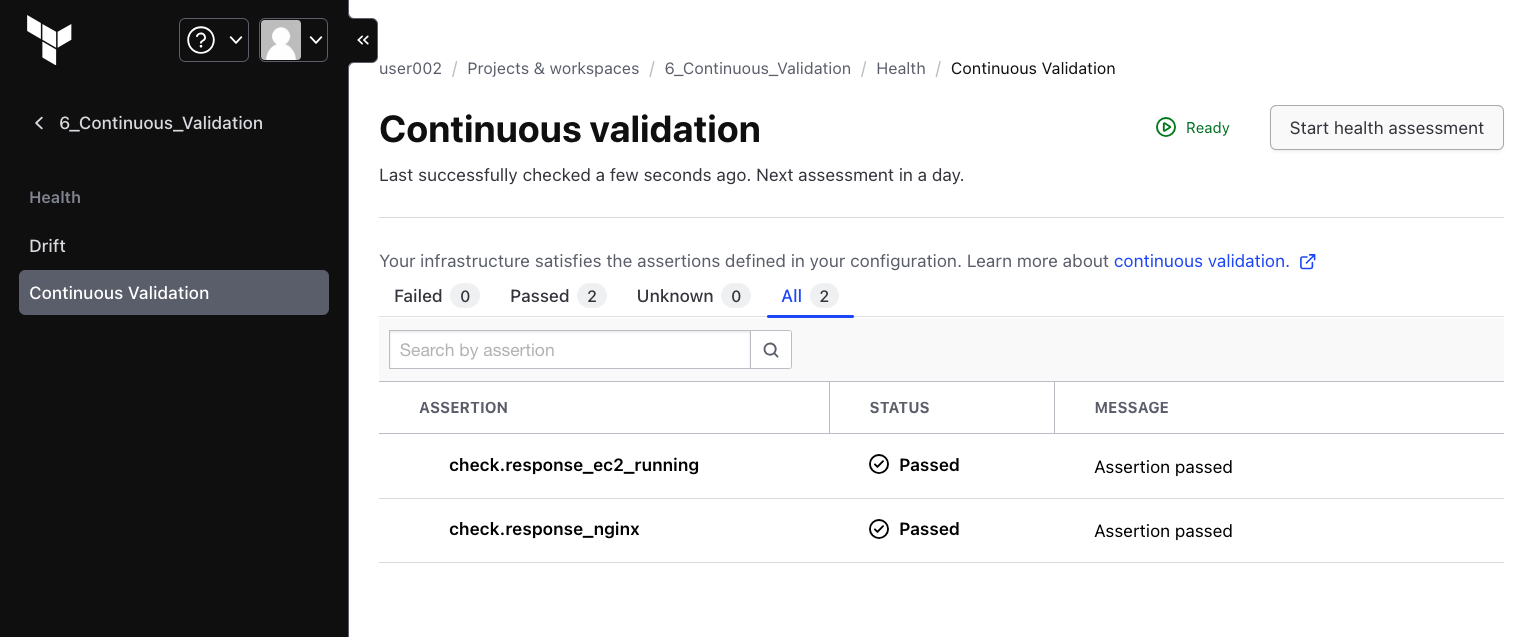 6_Continuous_Validation
Health
Drift
Continuous Validation
user002 / Projects & workspaces / 6_Continuous_Validation / Health / Continuous Validation
Continuous validation
Ready
Start health assessment
Last successfully checked a few seconds ago. Next assessment in a day.
Your infrastructure satisfies the assertions defined in your configuration. Learn more about continuous validation.
Failed 0 Passed 2 Unknown 0 All 2
Search by assertion
ASSERTION STATUS MESSAGE
check.response_ec2_running Passed Assertion passed
check.response_nginx Passed Assertion passed